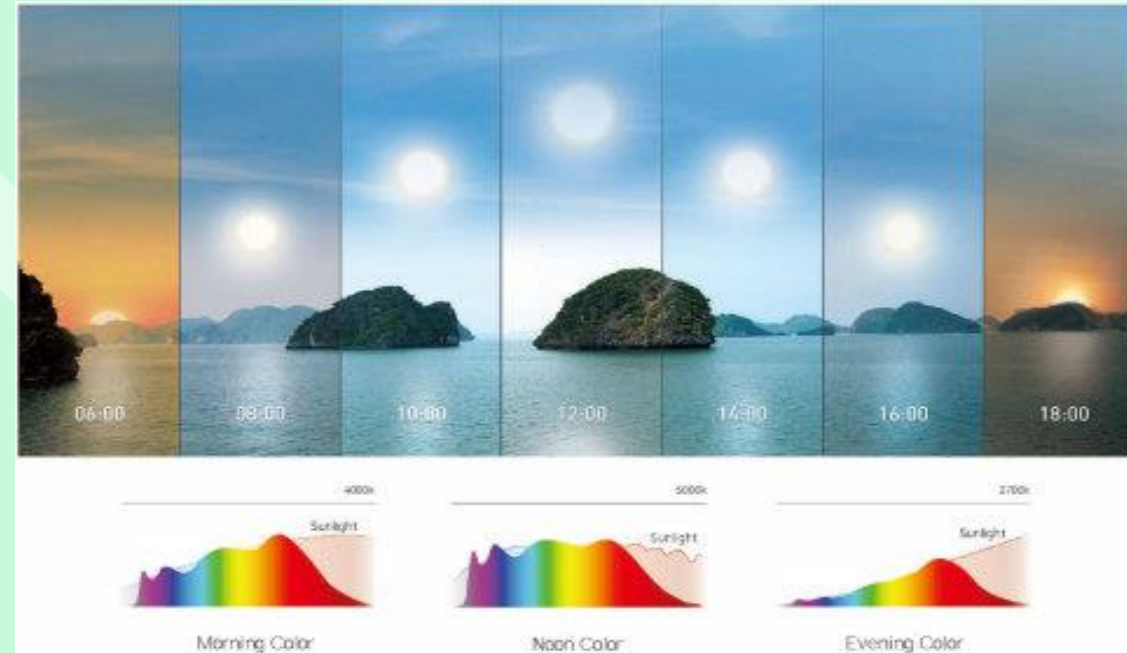 06:00 08:00 10:00 12:00 14:00 16:00 18:00
4000k 5000k 2700k
Sunlight Sunlight Sunlight
Morning Color Noon Color Evening Color